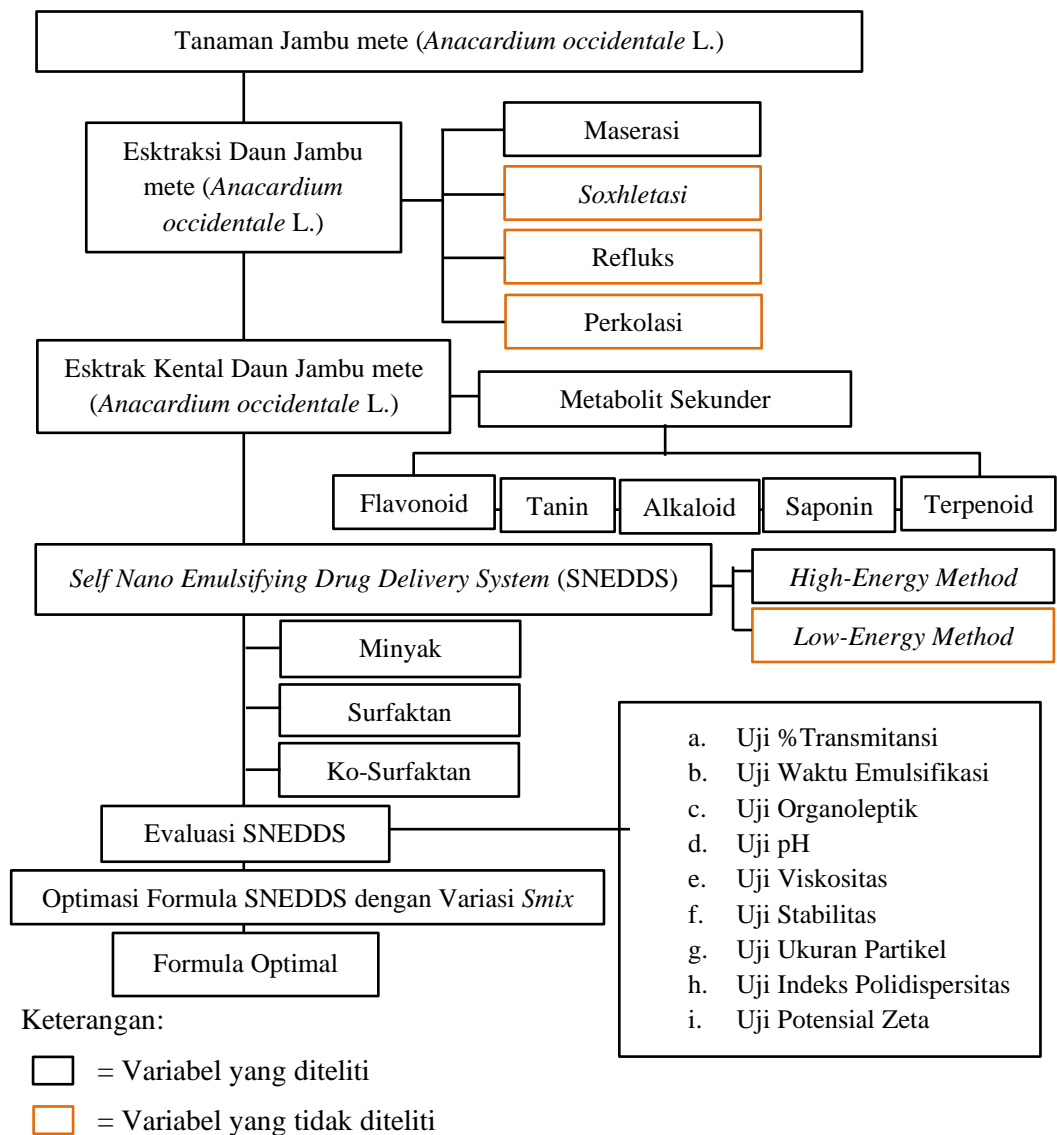 Tanaman Jambu mete (Anacardium occidentale L.)
Esktraksi Daun Jambu
mete (Anacardium
occidentale L.)
Maserasi
Soxhletasi
Refluks
Perkolasi
Esktrak Kental Daun Jambu mete
(Anacardium occidentale L.)
Metabolit Sekunder
Flavonoid
Tanin
Alkaloid
Saponin
Terpenoid
Self Nano Emulsifying Drug Delivery System (SNEDDS)
High-Energy Method
Low-Energy Method
Minyak
Surfaktan
Ko-Surfaktan
Evaluasi SNEDDS
a. Uji %Transmitansi
b. Uji Waktu Emulsifikasi
c. Uji Organoleptik
d. Uji pH
e. Uji Viskositas
f. Uji Stabilitas
g. Uji Ukuran Partikel
h. Uji Indeks Polidispersitas
i. Uji Potensial Zeta
Optimasi Formula SNEDDS dengan Variasi Smix
Formula Optimal
Keterangan:
= Variabel yang diteliti
= Variabel yang tidak diteliti